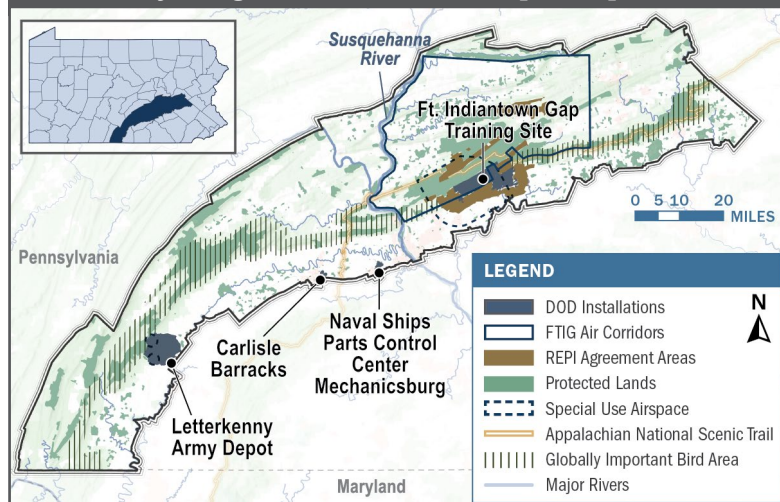 Susquehanna
River
Ft. Indiantown Gap
Training Site
0 5 10 20
MILES
Pennsylvania
Carlisle
Barracks
Naval Ships
Parts Control
Center
Mechanicsburg
Letterkenny
Army Depot
Maryland
LEGEND
N
DOD Installations
FTIG Air Corridors
REPI Agreement Areas
Protected Lands
Special Use Airspace
Appalachian National Scenic Trail
Globally Important Bird Area
Major Rivers